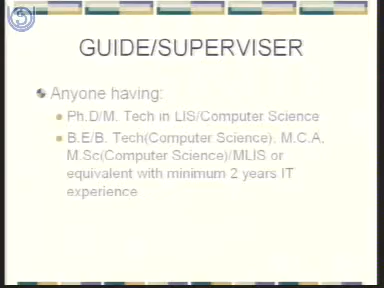 GUIDE/SUPERVISER
Anyone having:
Ph.D/M. Tech in LIS/Computer Science
B.E/B. Tech(Computer Science), M.C.A,
M.Sc(Computer Science)/MLIS or
equivalent with minimum 2 years IT
experience